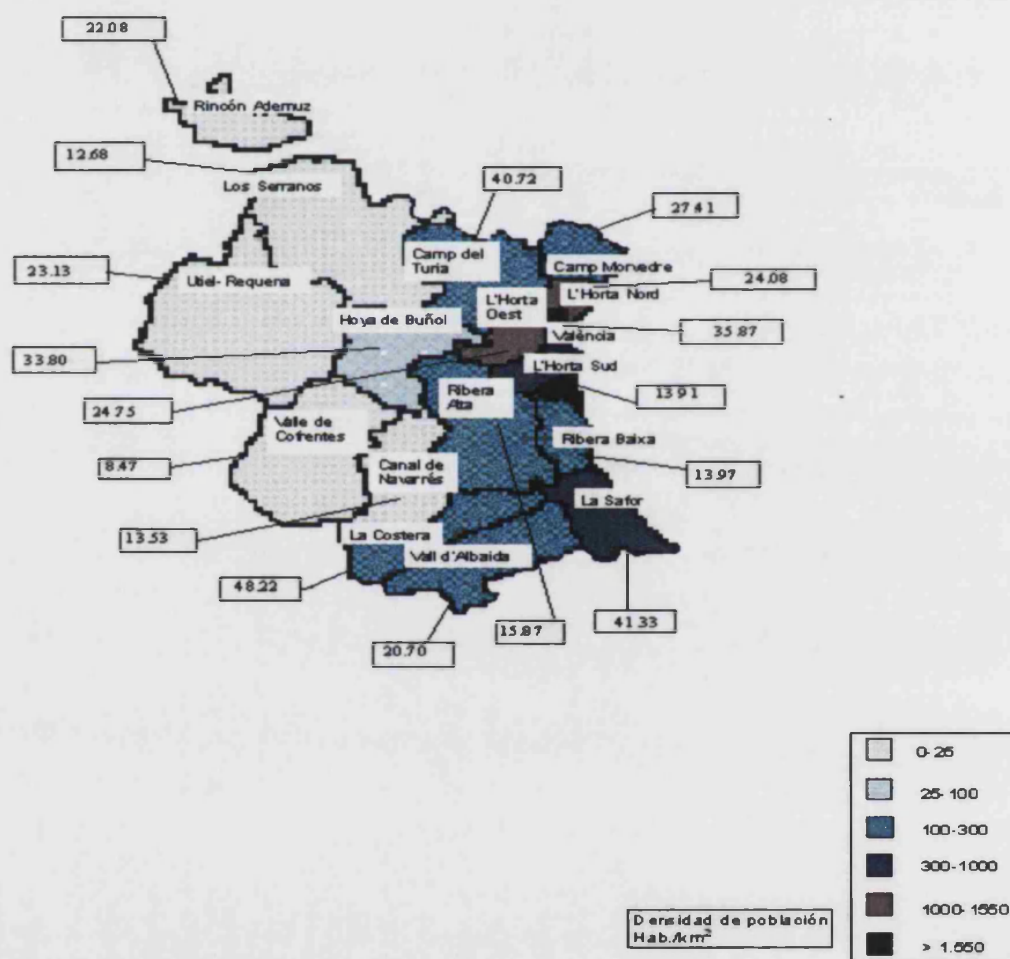 22.08
Rincón Ademuz
12.68
Los Serranos
40.72
27.41
23.13
Utiel- Requena
Camp del
Turia
Camp Morvedre
24.08
L'Horta Nord
L'Horta
Oest
Hoya de Buñol
València
35.87
33.80
L'Horta Sud
13.91
24.75
Ribera
Alta
Valle de
Cofrentes
Ribera Baixa
8.47
Canal de
Navarrés
13.97
La Safor
13.53
La Costera
Vall d'Albaida
48.22
15.87
41.33
20.70
0-25
25-100
100-300
300-1000
1000-1550
> 1.550
Densidad de población
Hab./km²